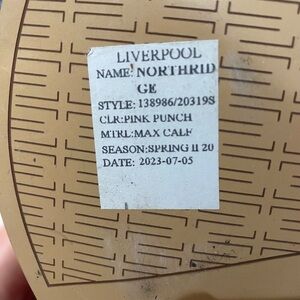 LIVERPOOL
NAME: NORTHRID
GE
STYLE: 138986/20319S
CLR:PINK PUNCH
MTRL:MAX CALF
SEASON:SPRING II 20
DATE: 2023-07-05